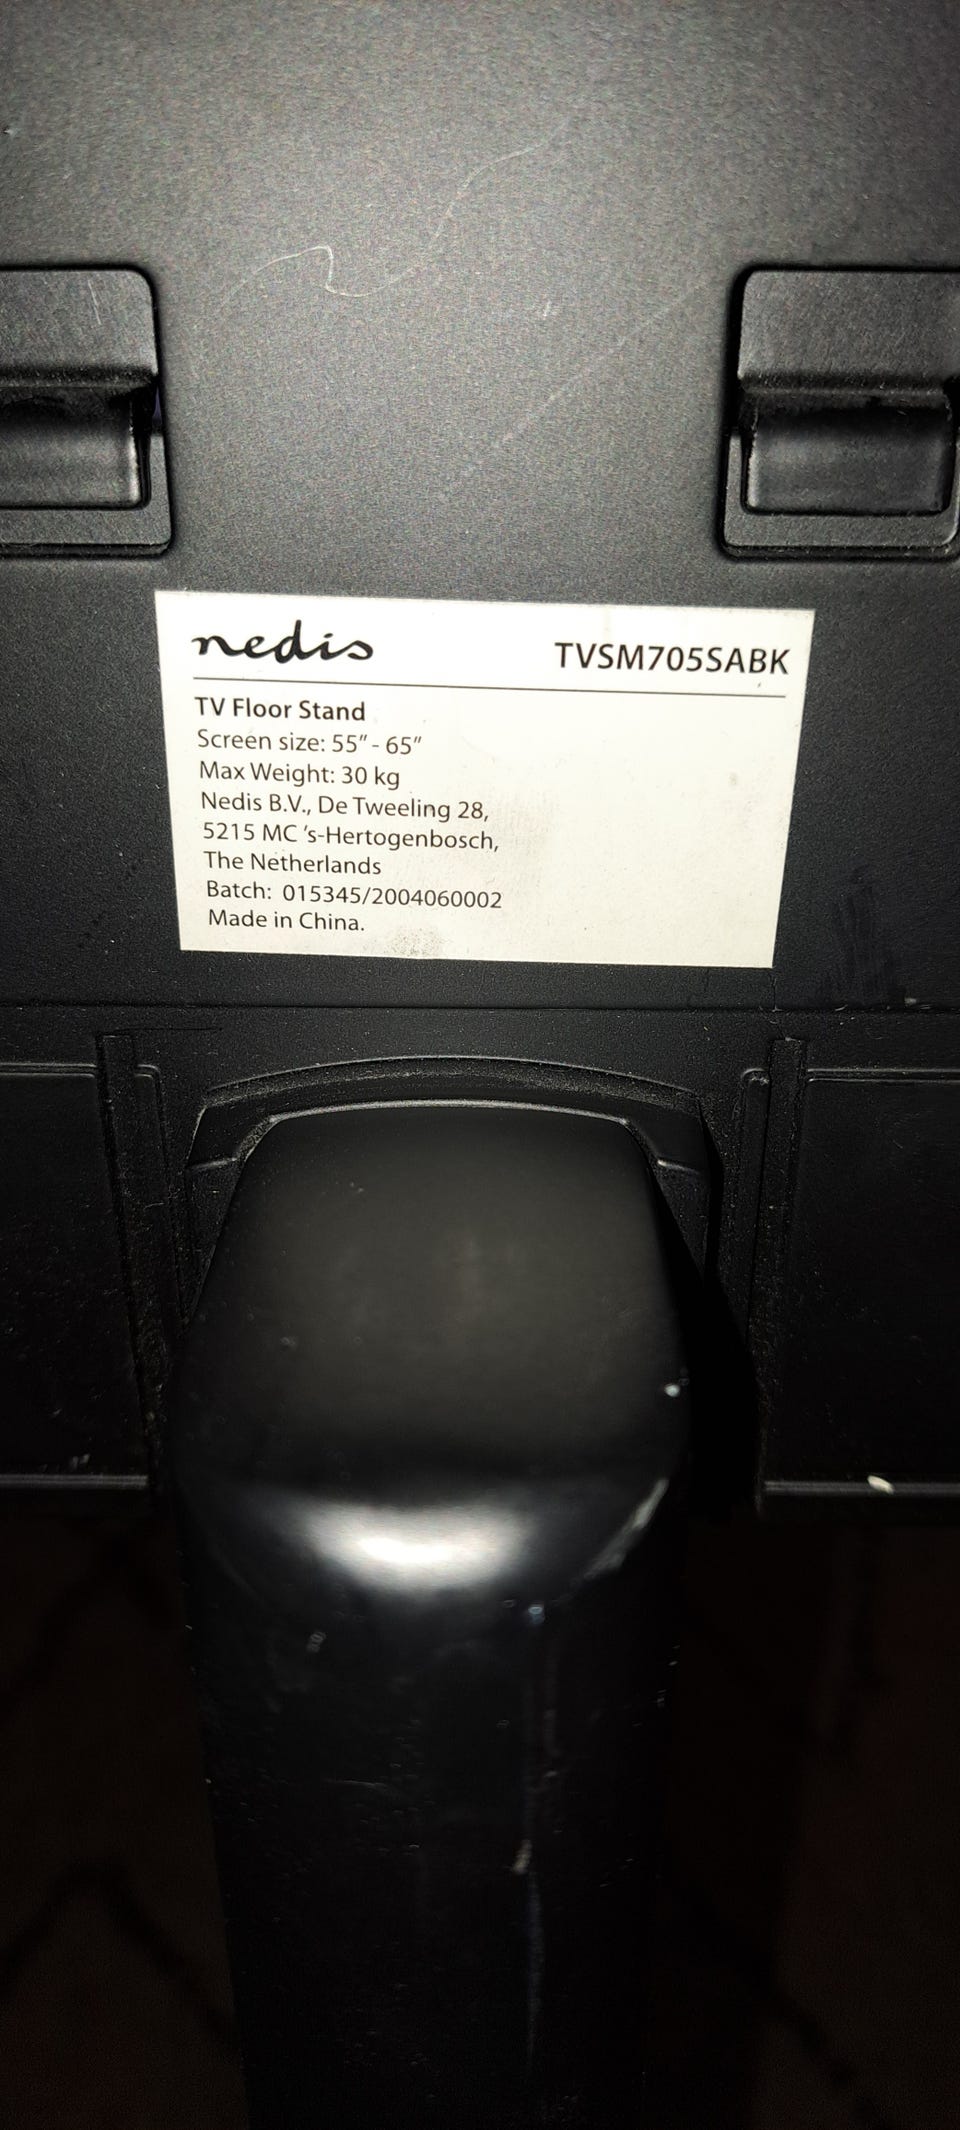 nedis
TVSM705SABK
TV Floor Stand
Screen size: 55” - 65”
Max Weight: 30 kg
Nedis B.V., De Tweeling 28,
5215 MC ’s-Hertogenbosch,
The Netherlands
Batch: 015345/2004060002
Made in China.